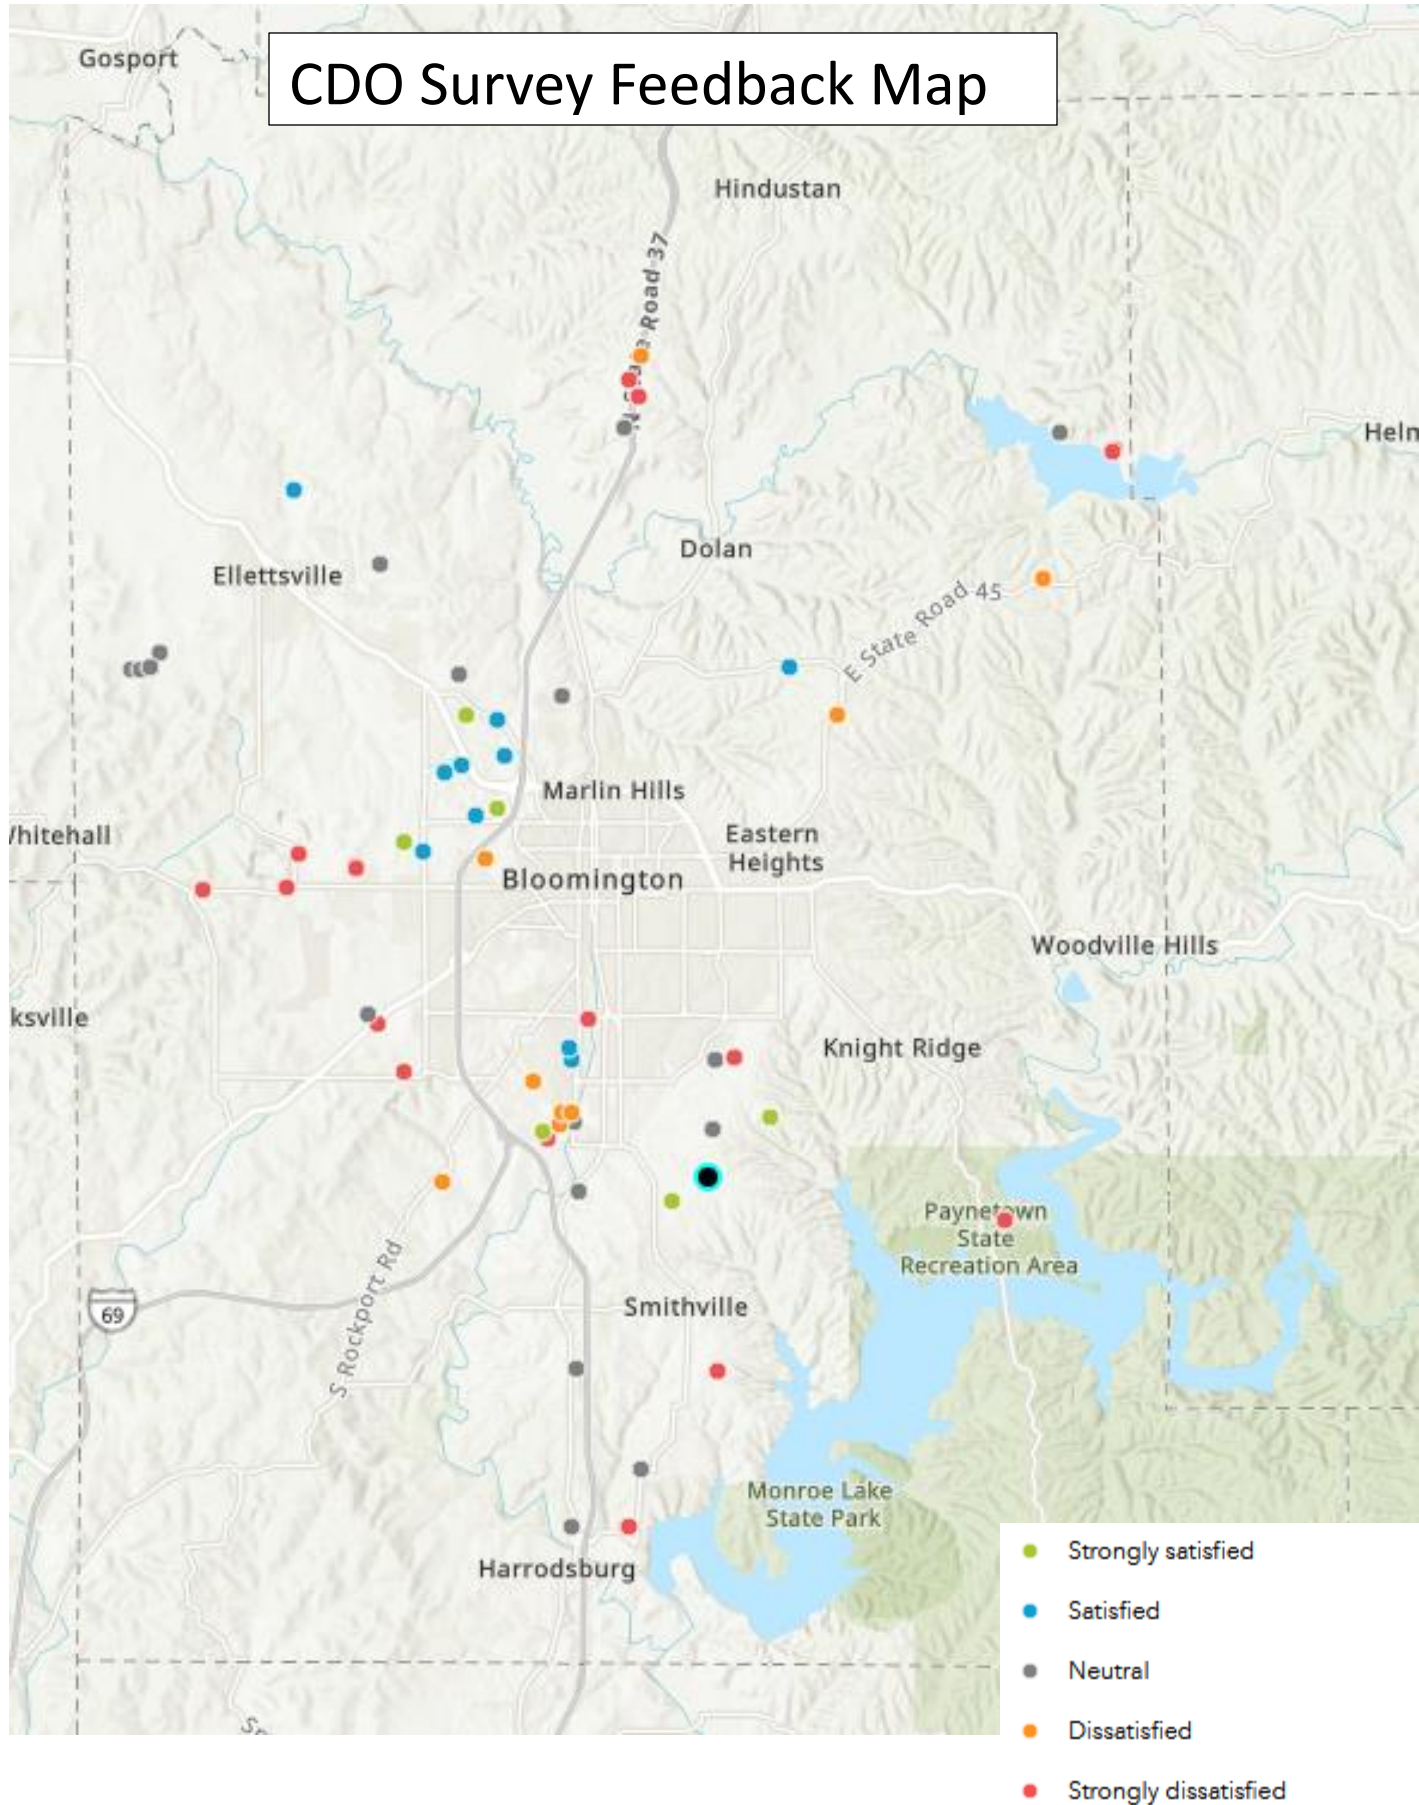 Gosport
CDO Survey Feedback Map
Hindustan
Road 37
Heln
Dolan
Ellettsville
E State Road 45
Marlin Hills
Whitehall
Eastern
Heights
Bloomington
Woodville Hills
ksville
Knight Ridge
Paynetown
State
Recreation Area
69
S Rockport Rd
Smithville
Monroe Lake
State Park
Harrodsburg
Strongly satisfied
Satisfied
Neutral
Dissatisfied
Strongly dissatisfied